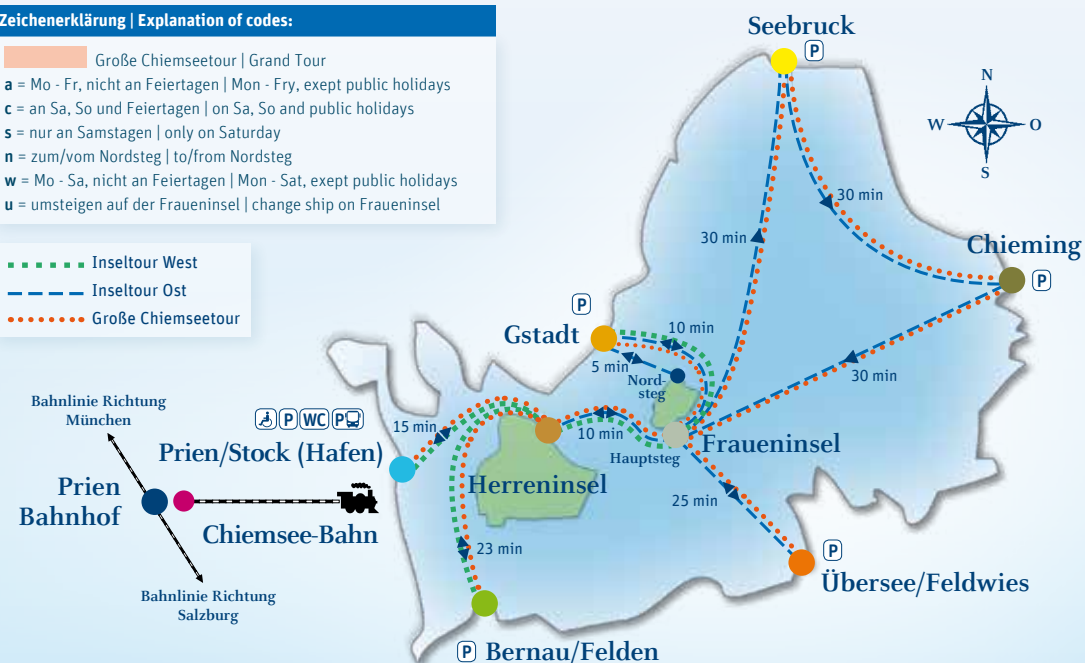 Zeichenerklärung | Explanation of codes:
Große Chiemseetour | Grand Tour
a = Mo - Fr, nicht an Feiertagen | Mon - Fry, exept public holidays
c = an Sa, So und Feiertagen | on Sa, So and public holidays
s = nur an Samstagen | only on Saturday
n = zum/vom Nordsteg | to/from Nordsteg
w = Mo - Sa, nicht an Feiertagen | Mon - Sat, exept public holidays
u = umsteigen auf der Fraueninsel | change ship on Fraueninsel
Inseltour West
Inseltour Ost
Große Chiemseetour
Seebruck
P
N
W
O
S
30 min
30 min
Chieming
P
P
Gstadt
10 min
5 min
Nord-
steg
30 min
Bahnlinie Richtung
München
P WC P
15 min
Prien/Stock (Hafen)
10 min
Hauptsteg
Fraueninsel
Herreninsel
Prien
Bahnhof
Chiemsee-Bahn
25 min
23 min
P
Übersee/Feldwies
Bahnlinie Richtung
Salzburg
P Bernau/Felden